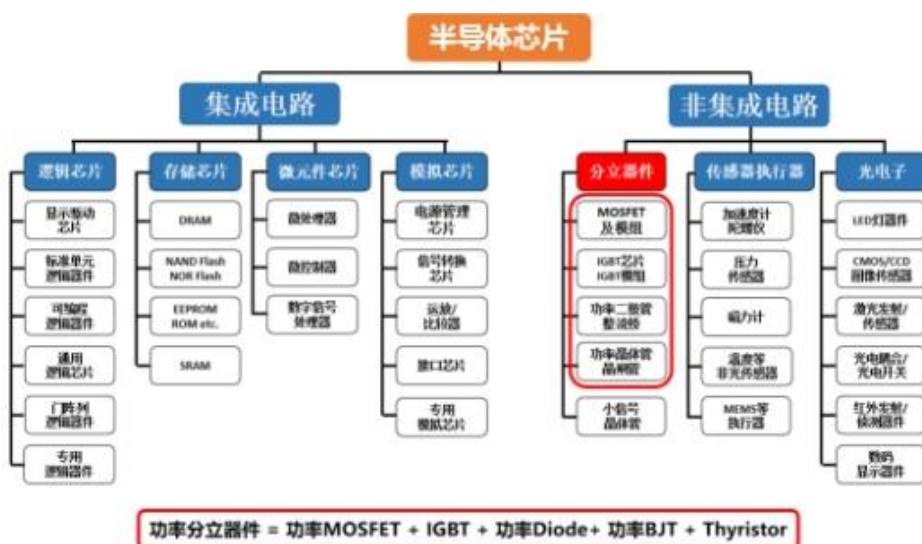 半导体芯片
集成电路
非集成电路
逻辑芯片
存储芯片
微元件芯片
模拟芯片
分立器件
传感器执行器
光电子
显示驱动
芯片
标准单元
逻辑器件
可编程
逻辑器件
通用
逻辑芯片
门阵列
逻辑器件
专用
逻辑器件
DRAM
NAND Flash
NOR Flash
EEPROM
ROM etc.
SRAM
微处理器
微控制器
数字信号
处理器
电源管理
芯片
信号转换
芯片
运放/
比较器
接口芯片
专用
模拟芯片
MOSFET
及模组
IGBT芯片
IGBT模组
功率二极管
整流桥
功率晶体管
晶闸管
小信号
晶体管
加速度计
陀螺仪
压力
传感器
磁力计
温度等
非光传感器
MEMS等
执行器
LED灯器件
CMOS/CCD
图像传感器
激光发射/
传感器
光电耦合/
光电开关
红外发射/
侦测器件
数码
显示器件
功率分立器件 = 功率MOSFET + IGBT + 功率Diode+ 功率BJT + Thyristor